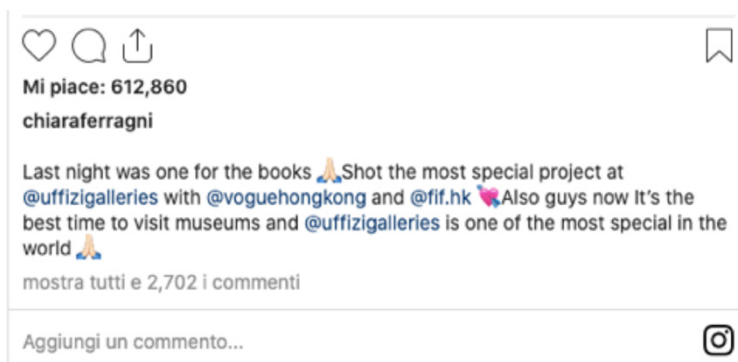 Mi piace: 612,860
chiaraferragni
Last night was one for the books 🙏🏻Shot the most special project at
@uffizigalleries with @voguehongkong and @fif.hk 💘Also guys now It's the
best time to visit museums and @uffizigalleries is one of the most special in the
world 🙏🏻
mostra tutti e 2,702 i commenti
Aggiungi un commento...